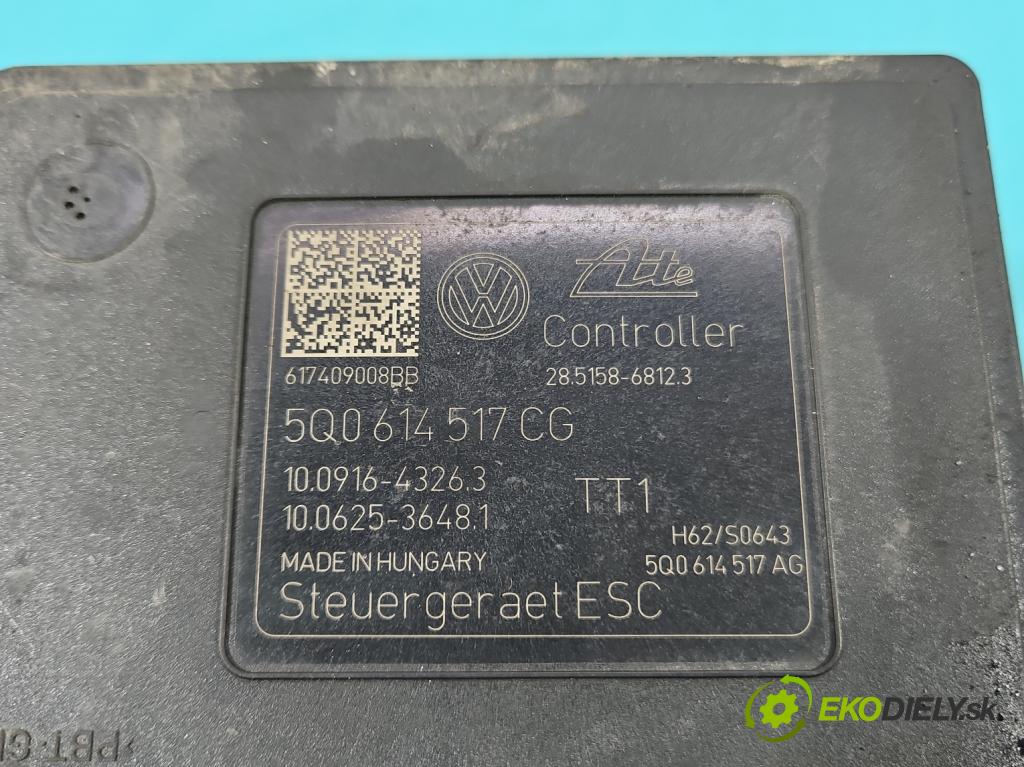 Ate
Controller
617409008BB
28.5158-6812.3
5Q0 614 517 CG
10.0916-4326.3
TT1
10.0625-3648.1
H62/S0643
MADE IN HUNGARY
5Q0 614 517 AG
Steuergeraet ESC
EKODIELY.sk
>PBT-G